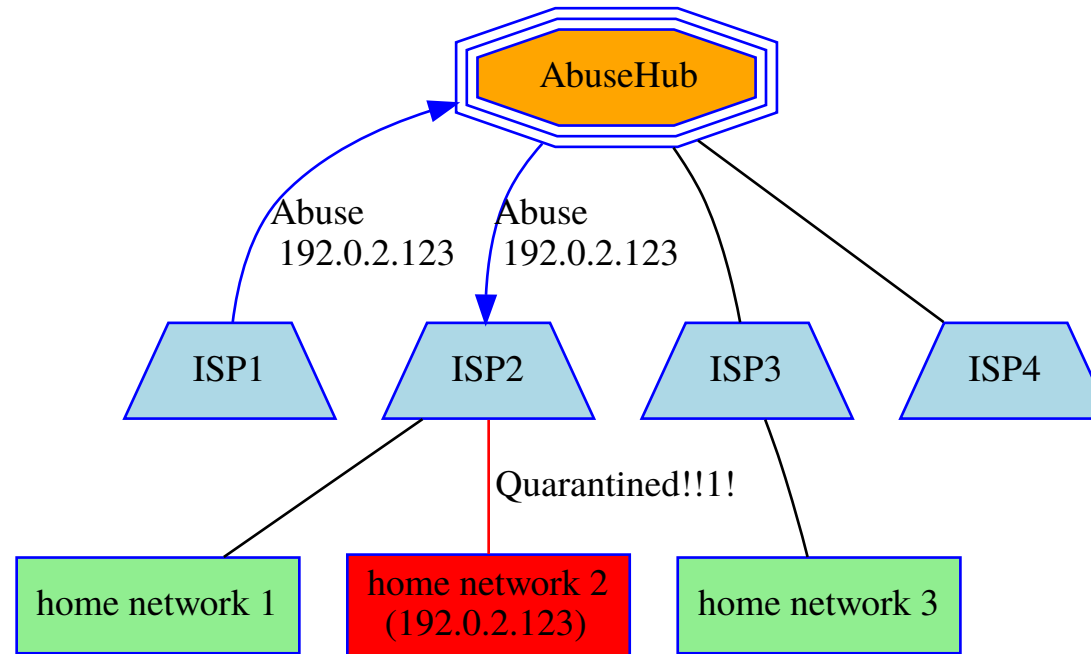 AbuseHub
Abuse
192.0.2.123
Abuse
192.0.2.123
ISP1
ISP2
ISP3
ISP4
Quarantined!!1!
home network 1
home network 2
(192.0.2.123)
home network 3